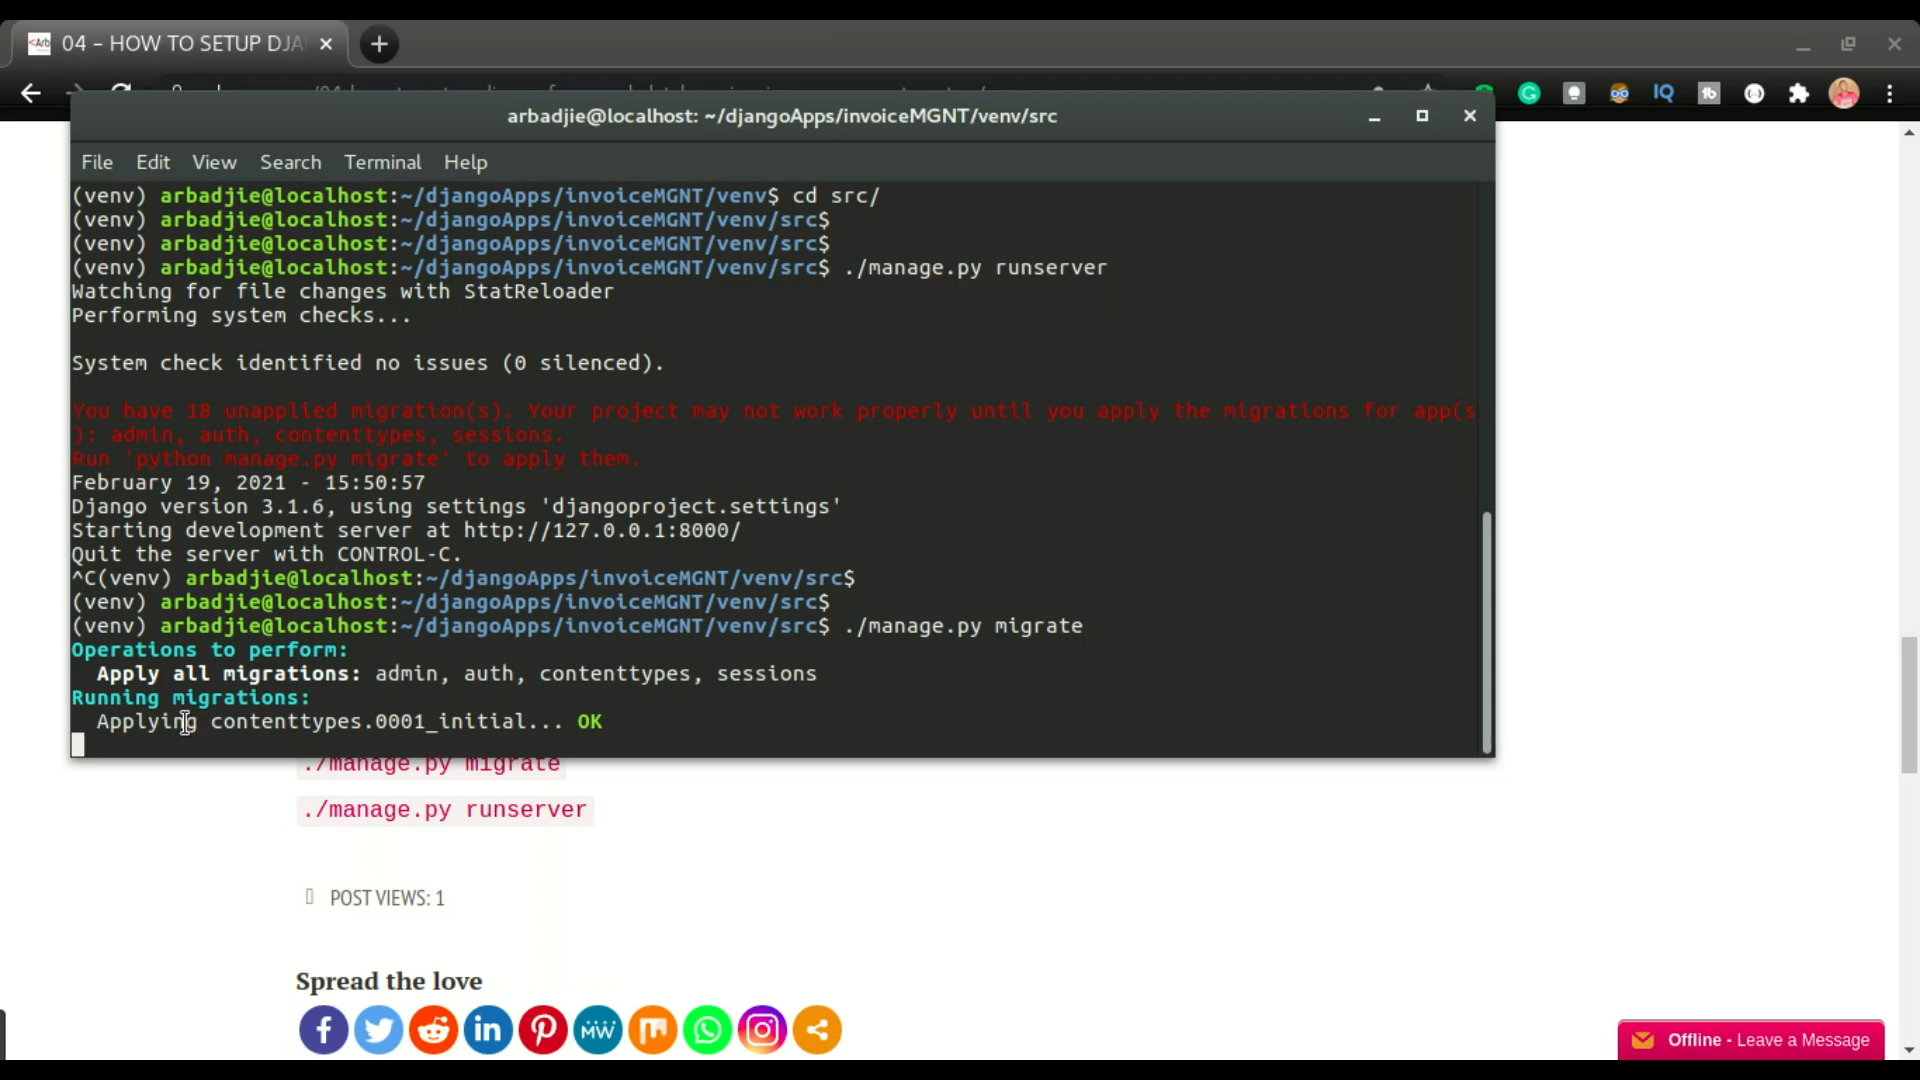 04 – HOW TO SETUP DJA
arbadjie@localhost: ~/djangoApps/invoiceMGNT/venv/src
File Edit View Search Terminal Help
(venv) arbadjie@localhost:~/djangoApps/invoiceMGNT/venv$ cd src/
(venv) arbadjie@localhost:~/djangoApps/invoiceMGNT/venv/src$
(venv) arbadjie@localhost:~/djangoApps/invoiceMGNT/venv/src$
(venv) arbadjie@localhost:~/djangoApps/invoiceMGNT/venv/src$ ./manage.py runserver
Watching for file changes with StatReloader
Performing system checks...
System check identified no issues (0 silenced).
You have 18 unapplied migration(s). Your project may not work properly until you apply the migrations for app(s
): admin, auth, contenttypes, sessions.
Run 'python manage.py migrate' to apply them.
February 19, 2021 - 15:50:57
Django version 3.1.6, using settings 'djangoproject.settings'
Starting development server at http://127.0.0.1:8000/
Quit the server with CONTROL-C.
^C(venv) arbadjie@localhost:~/djangoApps/invoiceMGNT/venv/src$
(venv) arbadjie@localhost:~/djangoApps/invoiceMGNT/venv/src$
(venv) arbadjie@localhost:~/djangoApps/invoiceMGNT/venv/src$ ./manage.py migrate
Operations to perform:
Apply all migrations: admin, auth, contenttypes, sessions
Running migrations:
Applying contenttypes.0001_initial... OK
./manage.py migrate
./manage.py runserver
POST VIEWS: 1
Spread the love
Offline - Leave a Message